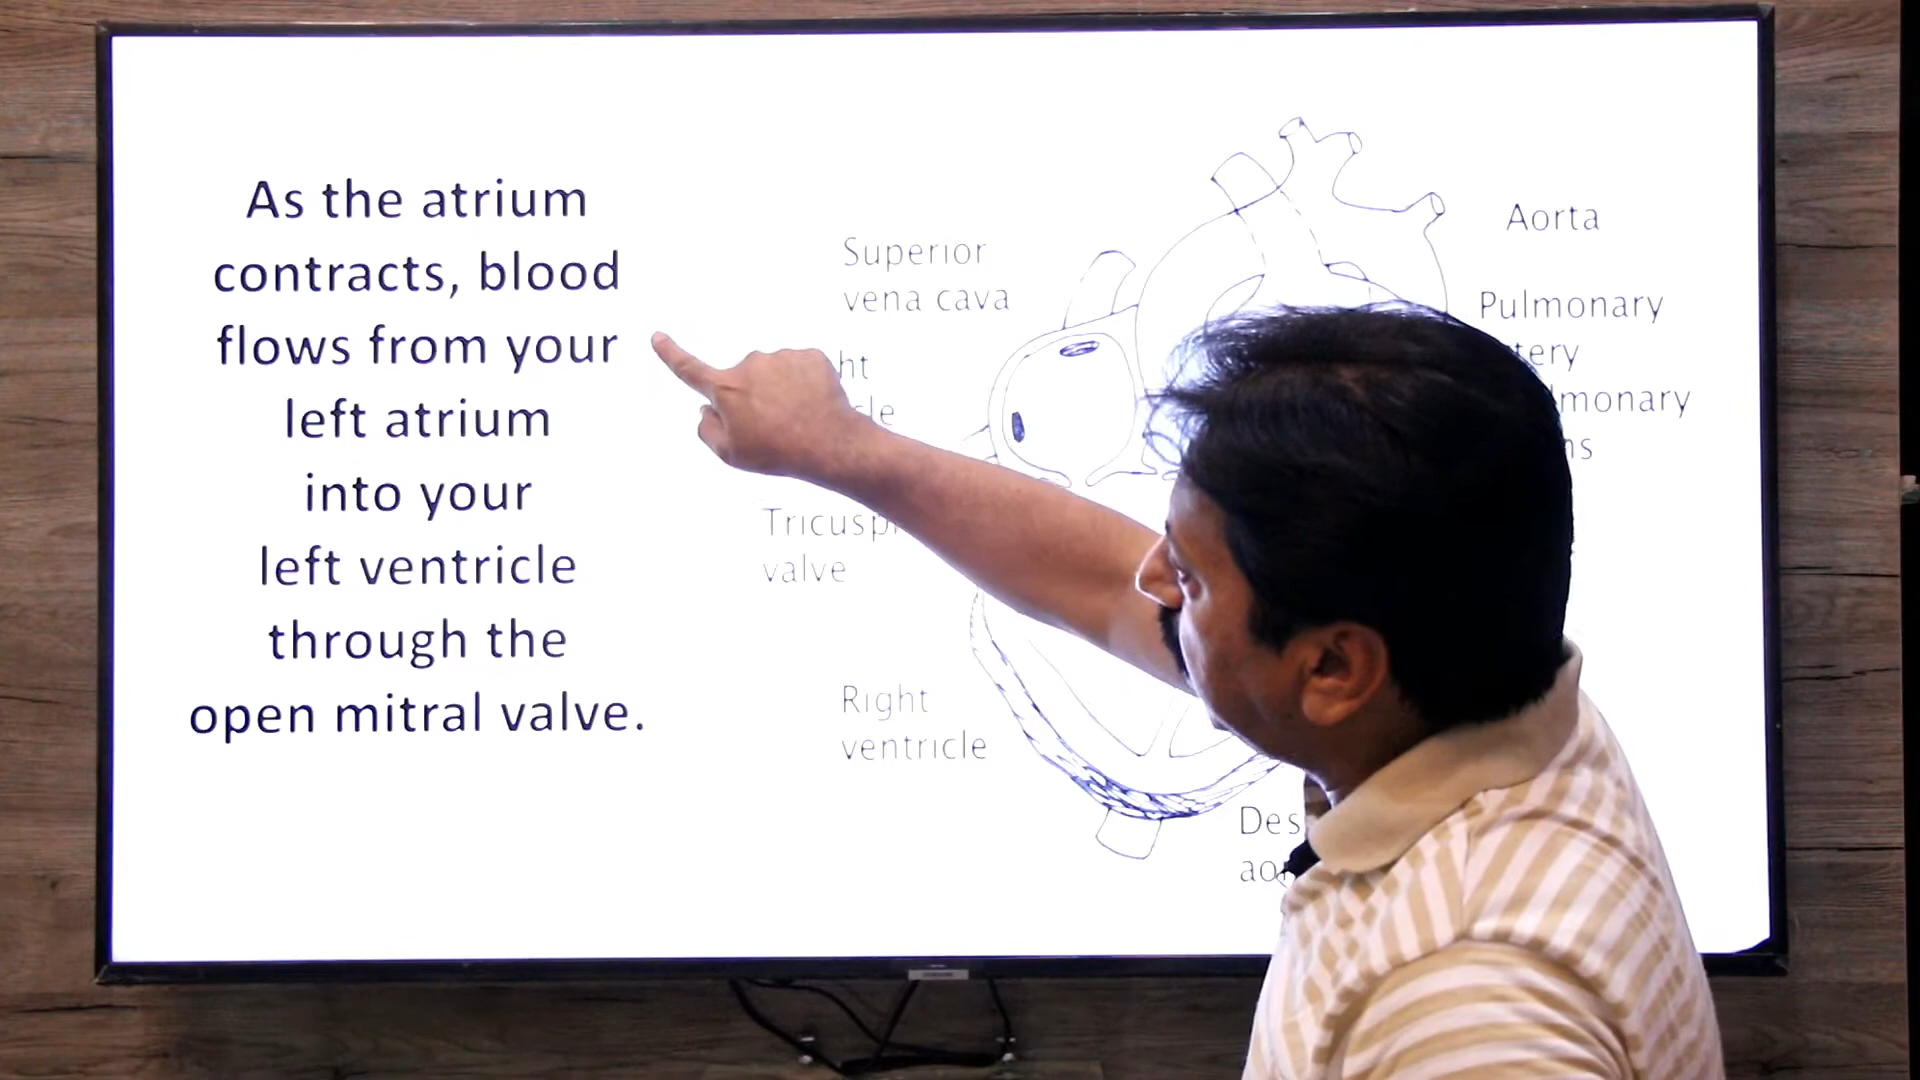 As the atrium
contracts, blood
flows from your
left atrium
into your
left ventricle
through the
open mitral valve.
Superior
vena cava
valve
Right
ventricle
Aorta
Pulmonary